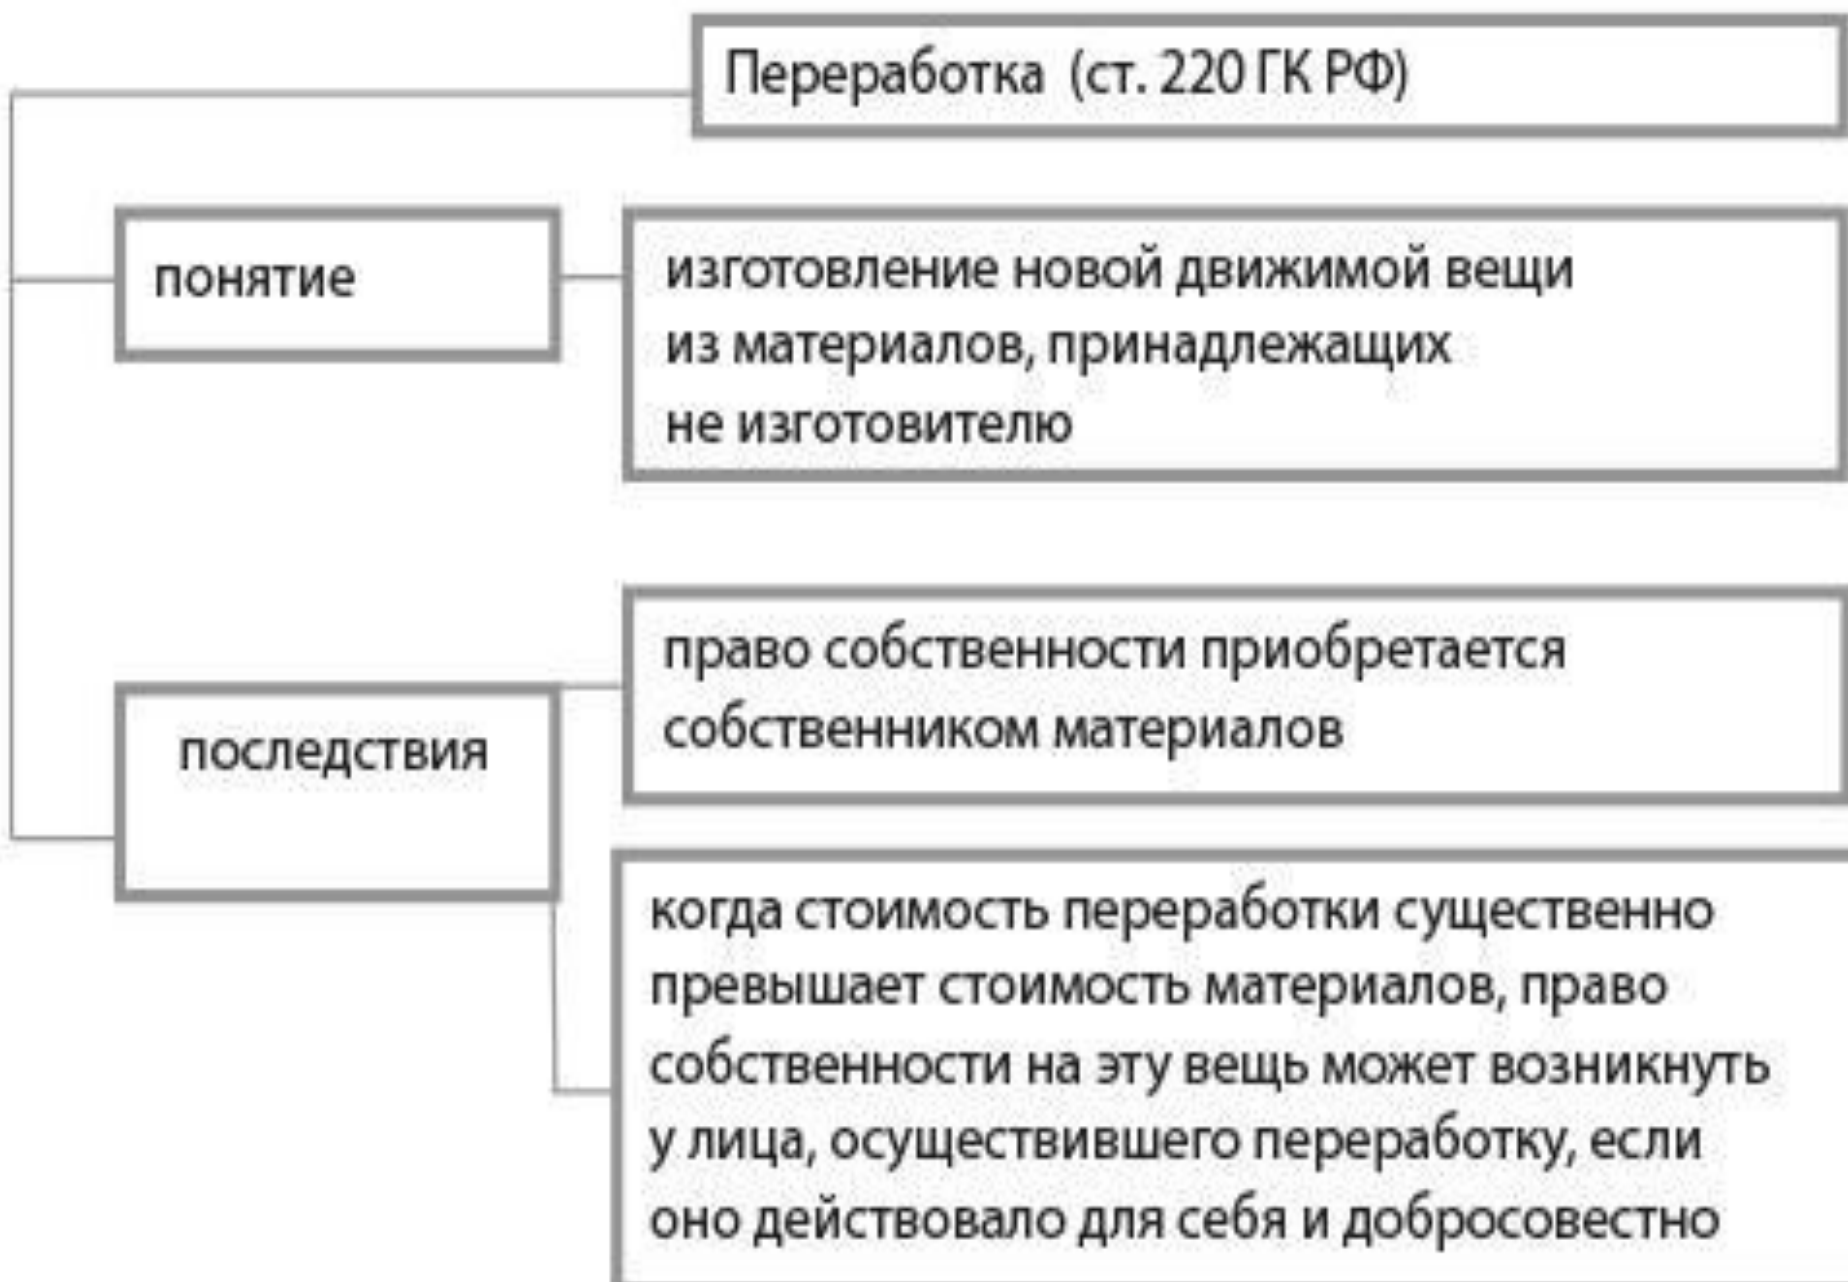 Переработка (ст. 220 ГК РФ)
понятие
изготовление новой движимой вещи
из материалов, принадлежащих
не изготовителю
последствия
право собственности приобретается
собственником материалов
когда стоимость переработки существенно
превышает стоимость материалов, право
собственности на эту вещь может возникнуть
у лица, осуществившего переработку, если
оно действовало для себя и добросовестно